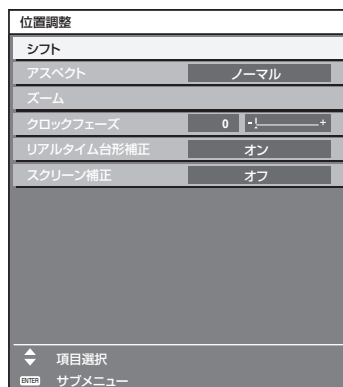 位置調整
シフト
アスペクト ノーマル
ズーム
クロックフェーズ 0 - +
リアルタイム台形補正 オン
スクリーン補正 オフ
項目選択
ENTER サブメニュー